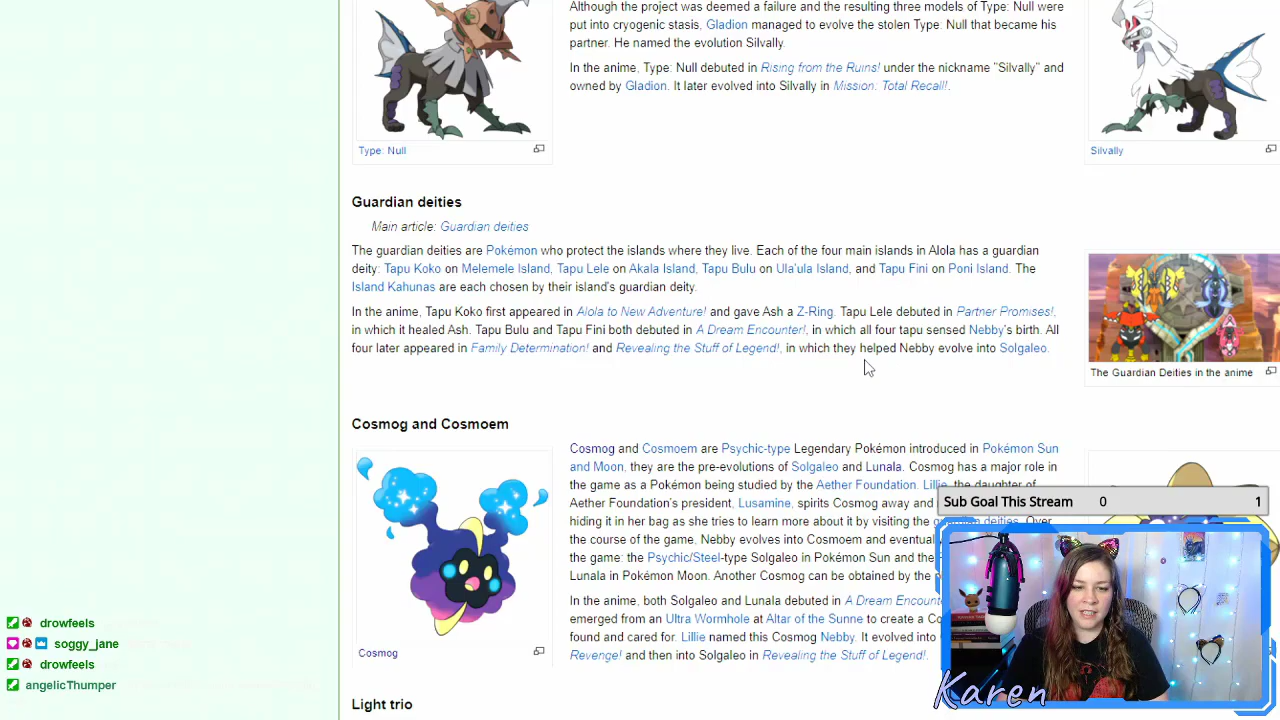 Although the project was deemed a failure and the resulting three models of Type: Null were
put into cryogenic stasis, Gladion managed to evolve the stolen Type: Null that became his
partner. He named the evolution Silvally.
In the anime, Type: Null debuted in Rising from the Ruins! under the nickname "Silvally" and
owned by Gladion. It later evolved into Silvally in Mission: Total Recall!.
Type: Null
Silvally
Guardian deities
Main article: Guardian deities
The guardian deities are Pokémon who protect the islands where they live. Each of the four main islands in Alola has a guardian
deity: Tapu Koko on Melemele Island, Tapu Lele on Akala Island, Tapu Bulu on Ula'ula Island, and Tapu Fini on Poni Island. The
Island Kahunas are each chosen by their island's guardian deity.
In the anime, Tapu Koko first appeared in Alola to New Adventure! and gave Ash a Z-Ring. Tapu Lele debuted in Partner Promises!,
in which it healed Ash. Tapu Bulu and Tapu Fini both debuted in A Dream Encounter!, in which all four tapu sensed Nebby's birth. All
four later appeared in Family Determination! and Revealing the Stuff of Legend!, in which they helped Nebby evolve into Solgaleo.
The Guardian Deities in the anime
Cosmog and Cosmoem
Cosmog and Cosmoem are Psychic-type Legendary Pokémon introduced in Pokémon Sun
and Moon, they are the pre-evolutions of Solgaleo and Lunala. Cosmog has a major role in
the game as a Pokémon being studied by the Aether Foundation. Lillie, the daughter of
Aether Foundation's president, Lusamine, spirits Cosmog away and
hiding it in her bag as she tries to learn more about it by visiting the guardian deities. Over
the course of the game. Nebby evolves into Cosmoem and eventual
the game: the Psychic/Steel-type Solgaleo in Pokémon Sun and the
Lunala in Pokémon Moon. Another Cosmog can be obtained by the
In the anime, both Solgaleo and Lunala debuted in A Dream Encount
emerged from an Ultra Wormhole at Altar of the Sunne to create a Co
found and cared for. Lillie named this Cosmog Nebby. It evolved into
Revenge! and then into Solgaleo in Revealing the Stuff of Legend!.
Cosmog
Light trio
Sub Goal This Stream 0 1
Karen
drowfeels
soggy_jane
drowfeels
angelicThumper